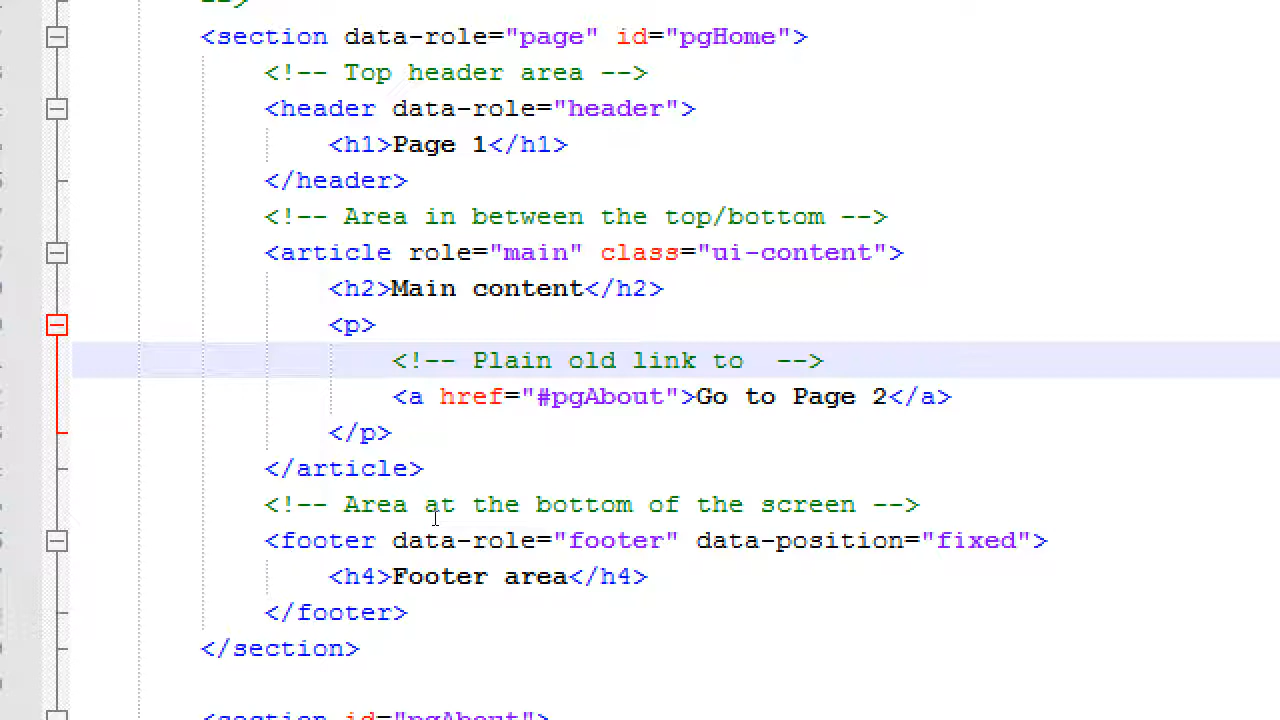 -->
<section data-role="page" id="pgHome">
<!-- Top header area -->
<header data-role="header">
<h1>Page 1</h1>
</header>
<!-- Area in between the top/bottom -->
<article role="main" class="ui-content">
<h2>Main content</h2>
<p>
<!-- Plain old link to  -->
<a href="#pgAbout">Go to Page 2</a>
</p>
</article>
<!-- Area at the bottom of the screen -->
<footer data-role="footer" data-position="fixed">
<h4>Footer area</h4>
</footer>
</section>
<section id="pgAbout">